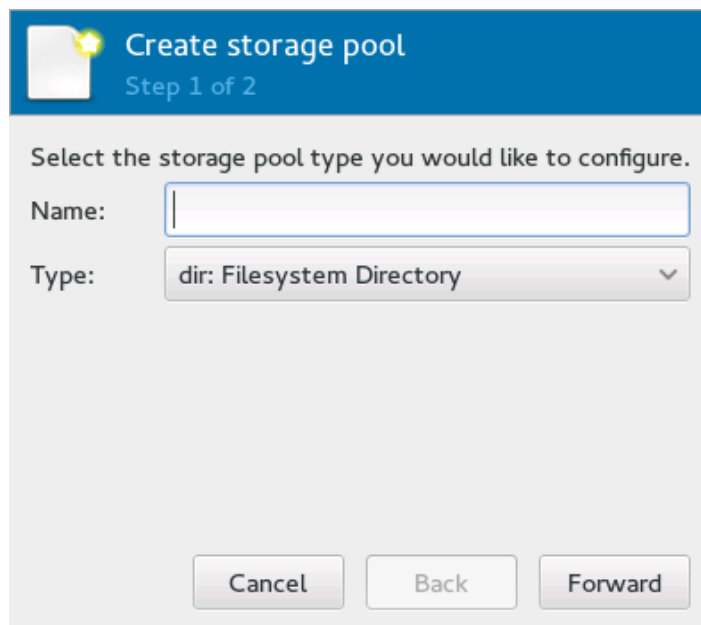 Create storage pool
Step 1 of 2
Select the storage pool type you would like to configure.
Name:
Type: dir: Filesystem Directory
Cancel Back Forward